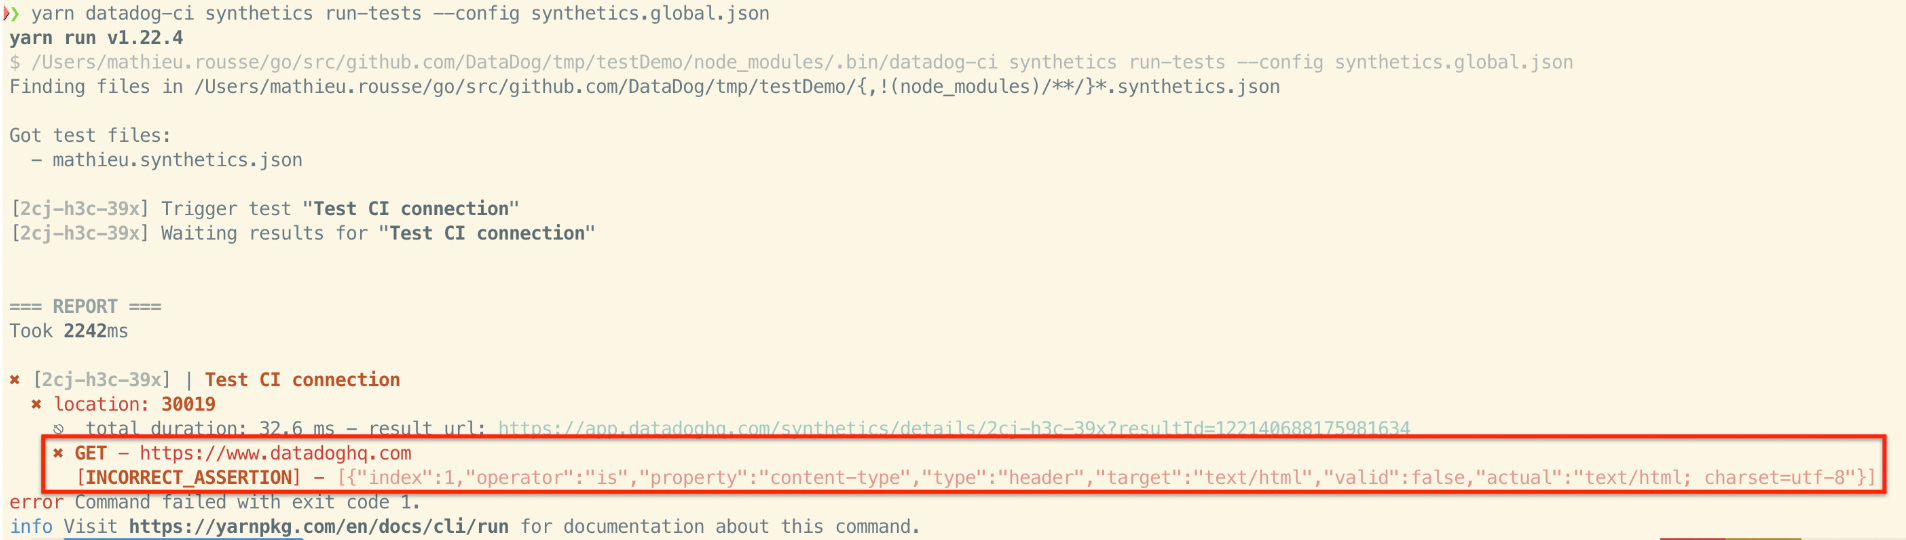 ❯❯ yarn datadog-ci synthetics run-tests --config synthetics.global.json
yarn run v1.22.4
$ /Users/mathieu.rousse/go/src/github.com/DataDog/tmp/testDemo/node_modules/.bin/datadog-ci synthetics run-tests --config synthetics.global.json
Finding files in /Users/mathieu.rousse/go/src/github.com/DataDog/tmp/testDemo/{,!(node_modules)/**/}*.synthetics.json
Got test files:
- mathieu.synthetics.json
[2cj-h3c-39x] Trigger test "Test CI connection"
[2cj-h3c-39x] Waiting results for "Test CI connection"
=== REPORT ===
Took 2242ms
✖ [2cj-h3c-39x] | Test CI connection
✖ location: 30019
⎋ total duration: 32.6 ms - result url: https://app.datadoghq.com/synthetics/details/2cj-h3c-39x?resultId=122140688175981634
✖ GET - https://www.datadoghq.com
[INCORRECT_ASSERTION] - [{"index":1,"operator":"is","property":"content-type","type":"header","target":"text/html","valid":false,"actual":"text/html; charset=utf-8"}]
error Command failed with exit code 1.
info Visit https://yarnpkg.com/en/docs/cli/run for documentation about this command.